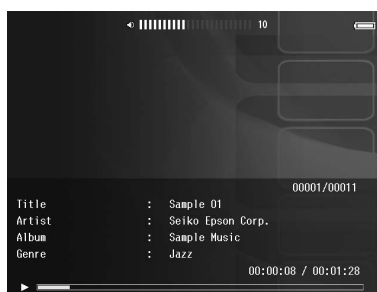 10
00001/00011
Title : Sample 01
Artist : Seiko Epson Corp.
Album : Sample Music
Genre : Jazz
00:00:08 / 00:01:28